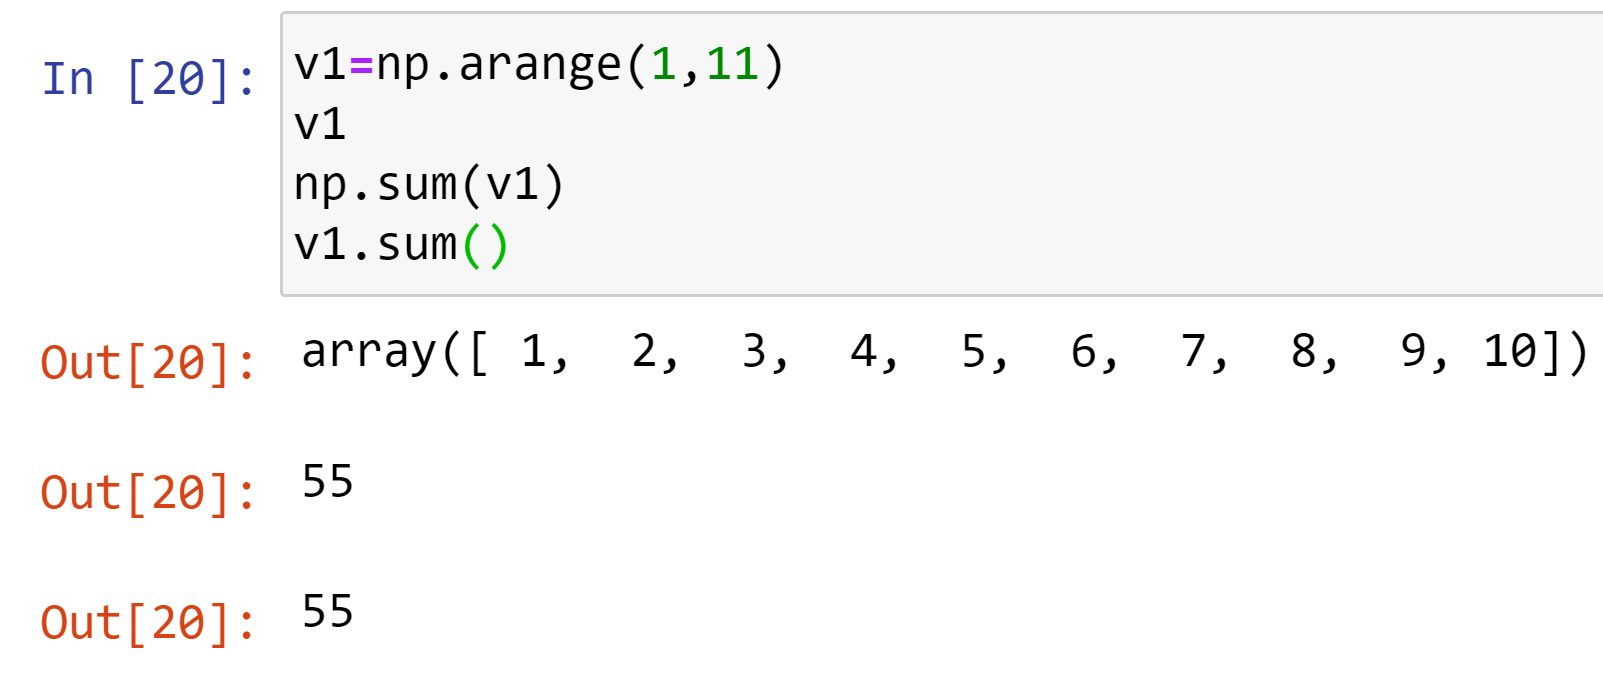 In [20]: v1=np.arange(1,11)
v1
np.sum(v1)
v1.sum()
Out[20]: array([ 1,  2,  3,  4,  5,  6,  7,  8,  9, 10])
Out[20]: 55
Out[20]: 55